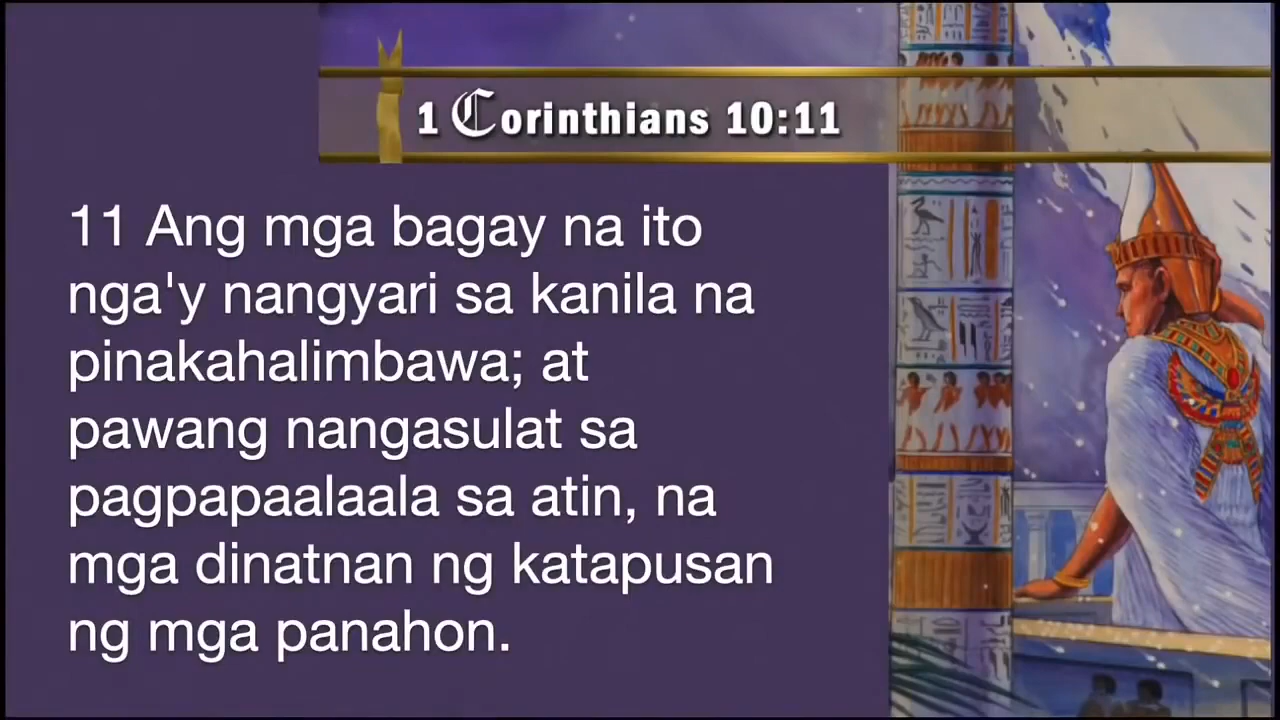 1 Corinthians 10:11
11 Ang mga bagay na ito
nga'y nangyari sa kanila na
pinakahalimbawa; at
pawang nangasulat sa
pagpapaalaala sa atin, na
mga dinatnan ng katapusan
ng mga panahon.